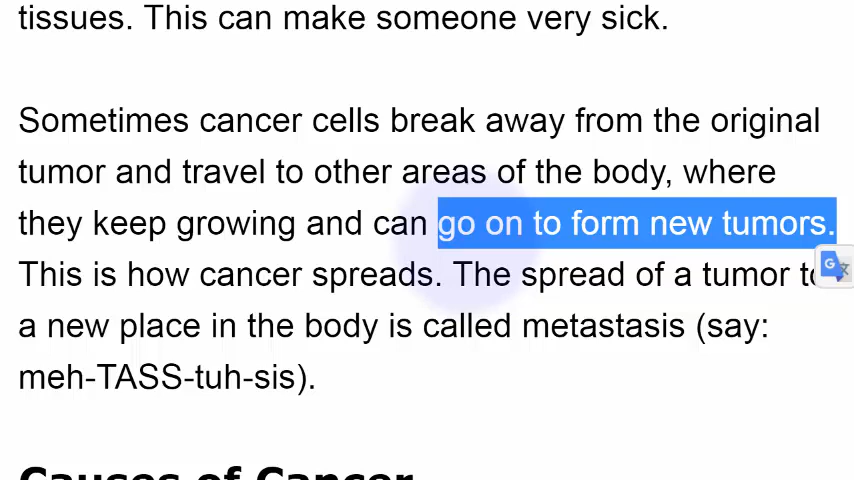 tissues. This can make someone very sick.
Sometimes cancer cells break away from the original
tumor and travel to other areas of the body, where
they keep growing and can go on to form new tumors.
This is how cancer spreads. The spread of a tumor to
a new place in the body is called metastasis (say:
meh-TASS-tuh-sis).
Causes of Cancer